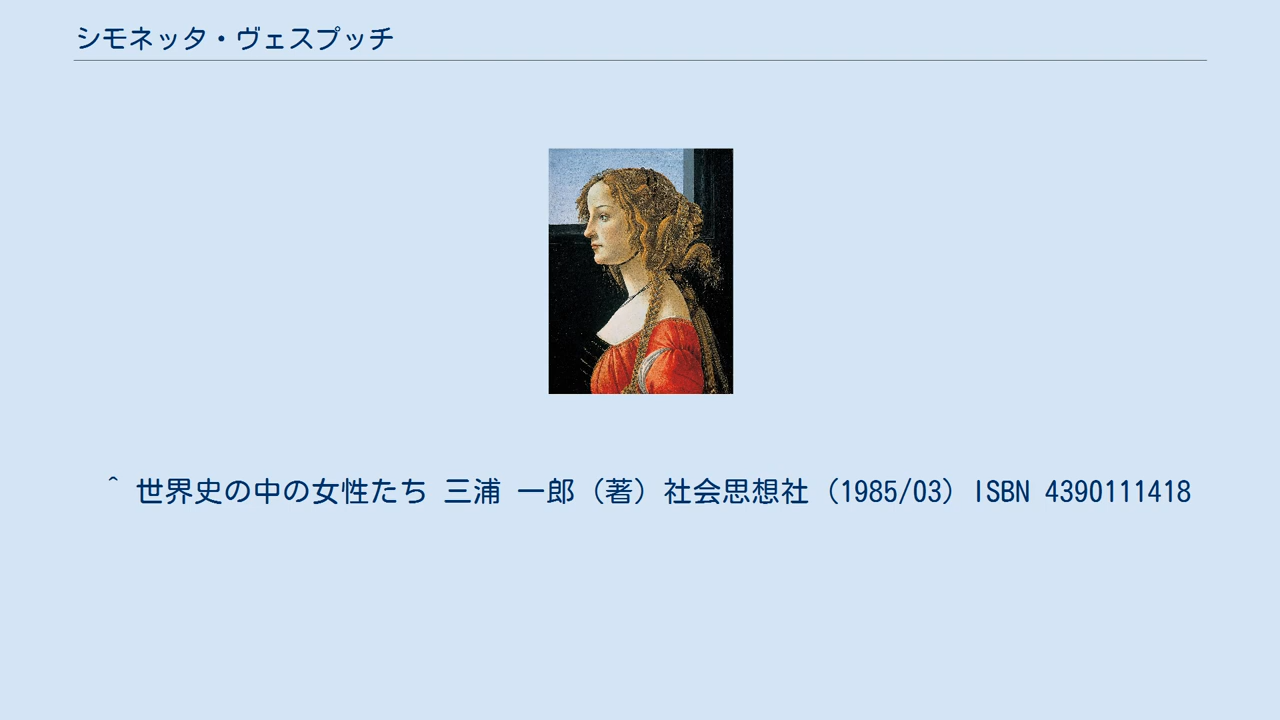 シモネッタ・ヴェスプッチ
^ 世界史の中の女性たち 三浦 一郎（著）社会思想社（1985/03）ISBN 4390111418